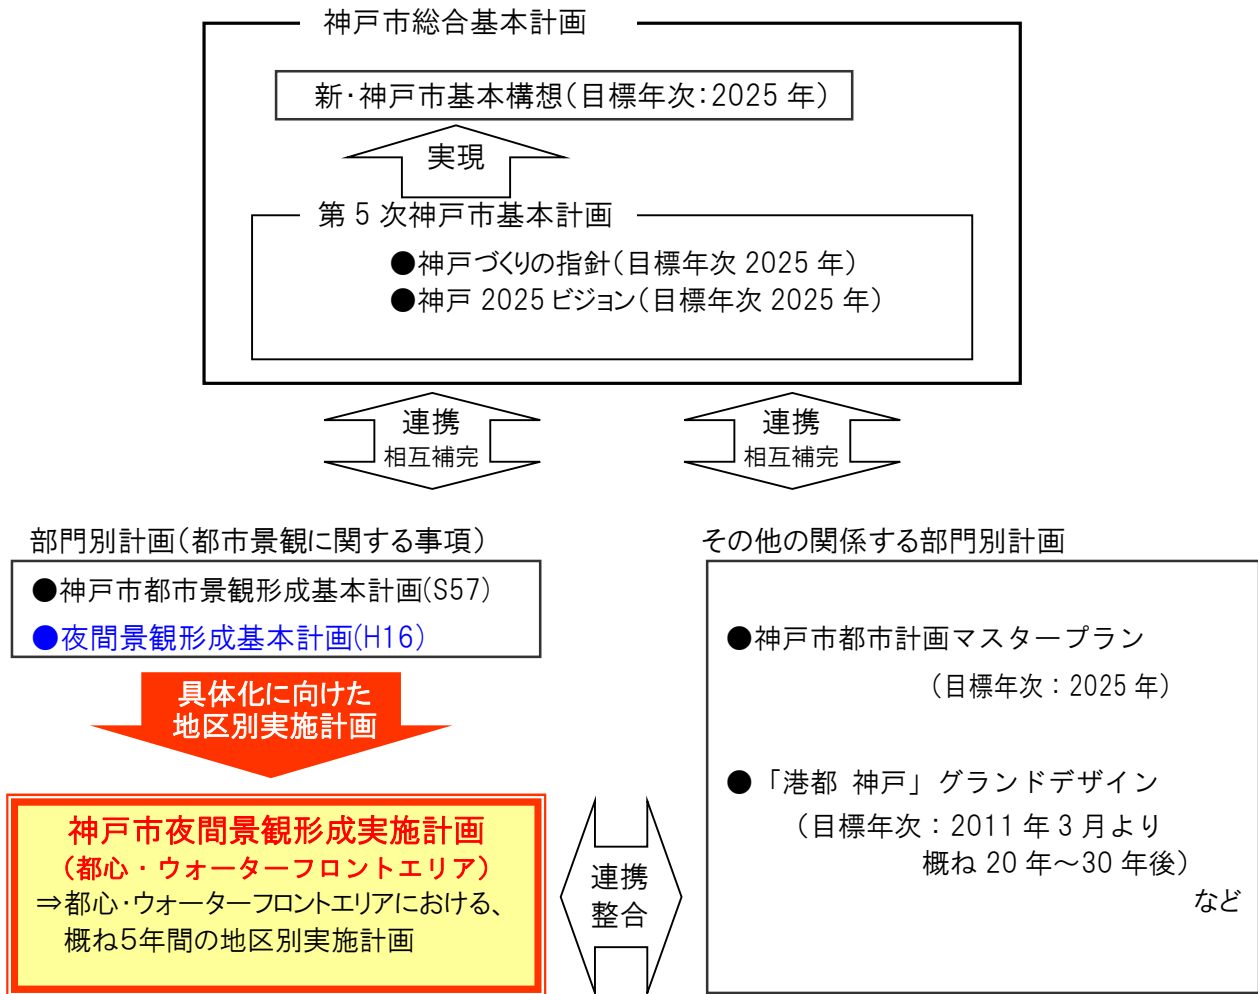 神戸市総合基本計画
新・神戸市基本構想(目標年次:2025 年)
実現
第 5 次神戸市基本計画
●神戸づくりの指針(目標年次 2025 年)
●神戸 2025 ビジョン(目標年次 2025 年)
連携
相互補完
連携
相互補完
部門別計画(都市景観に関する事項)
●神戸市都市景観形成基本計画(S57)
●夜間景観形成基本計画(H16)
具体化に向けた
地区別実施計画
神戸市夜間景観形成実施計画
(都心・ウォーターフロントエリア)
⇒都心・ウォーターフロントエリアにおける、
概ね5年間の地区別実施計画
連携
整合
その他の関係する部門別計画
●神戸市都市計画マスタープラン
(目標年次:2025 年)
●「港都 神戸」グランドデザイン
(目標年次:2011 年 3 月より
概ね 20 年~30 年後)
など